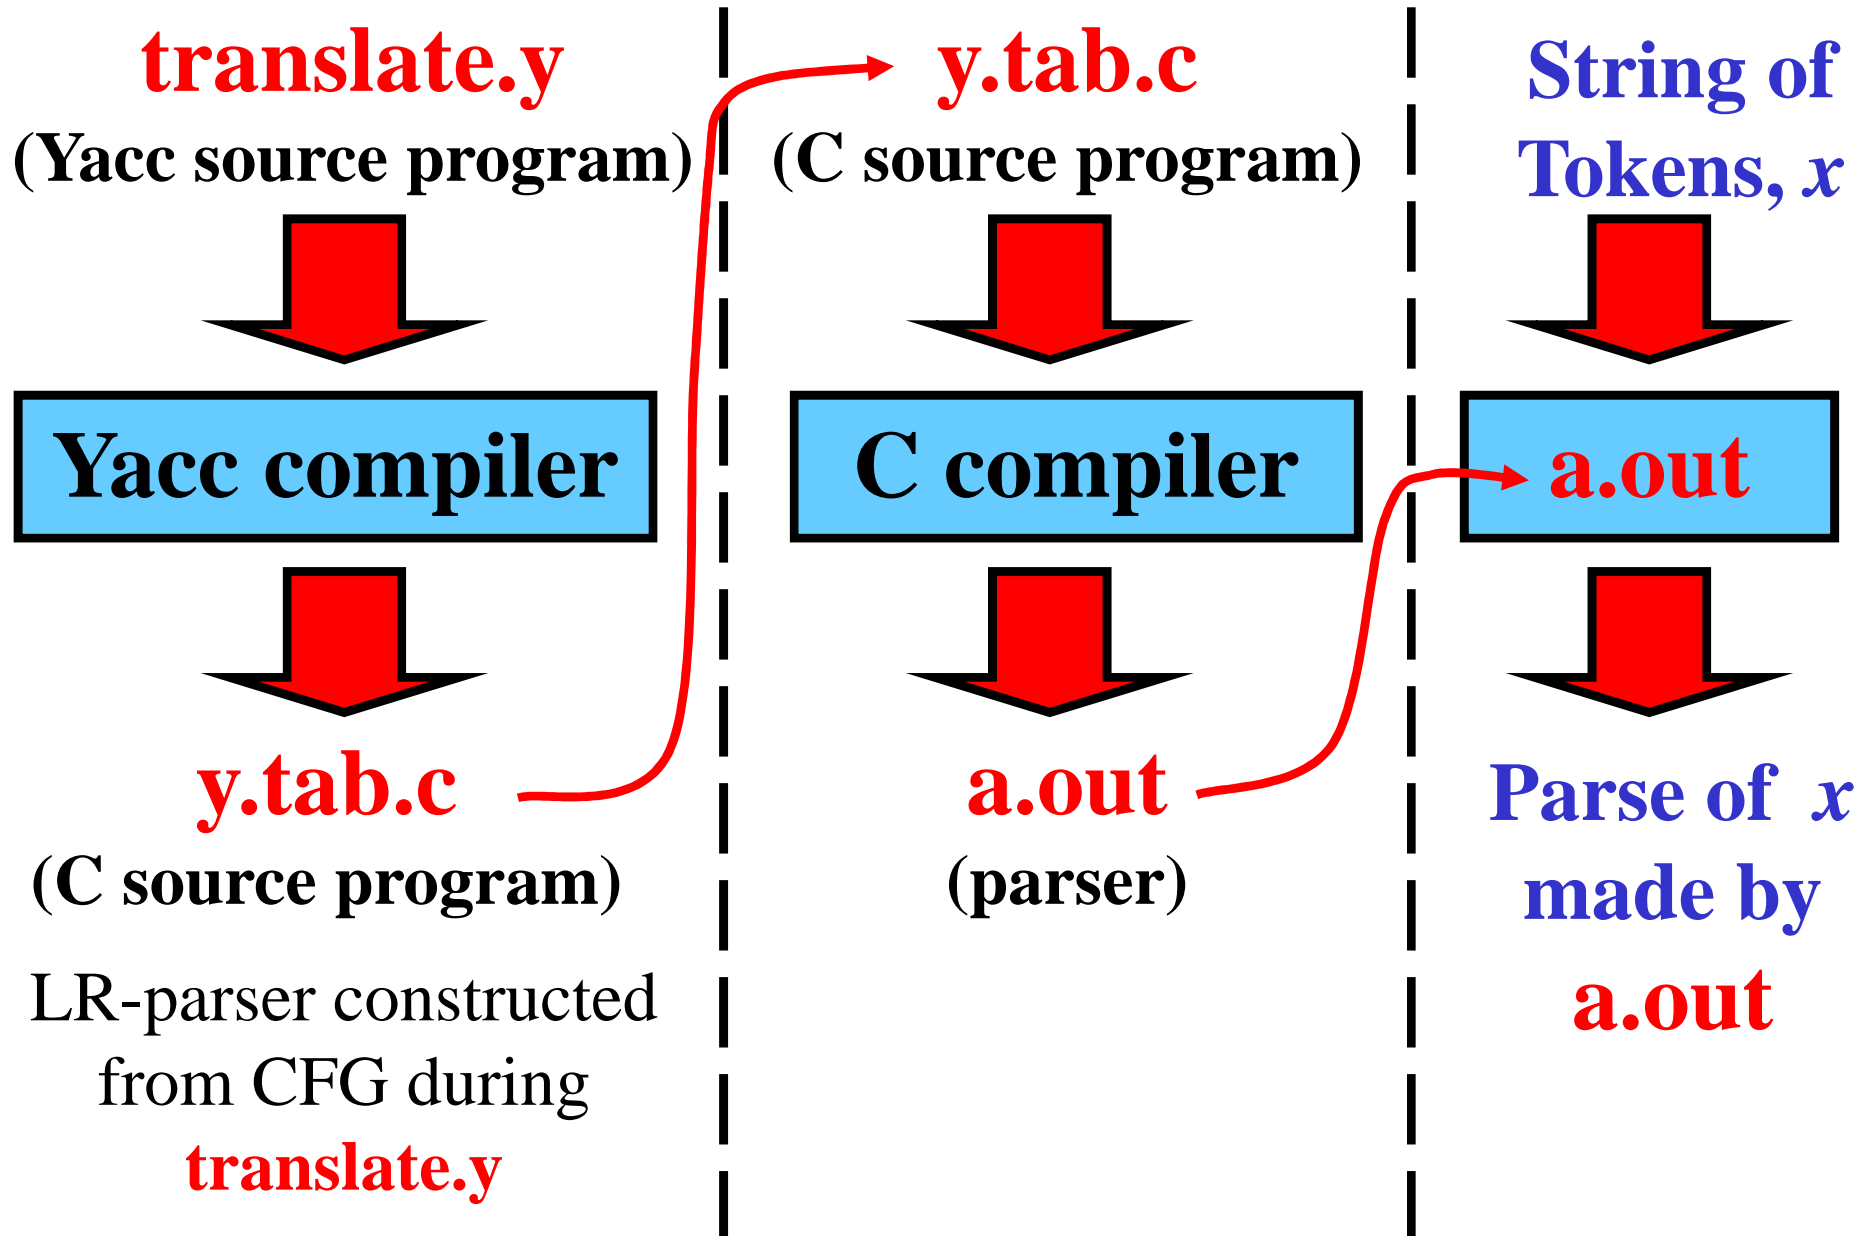 translate.y
(Yacc source program)
Yacc compiler
y.tab.c
(C source program)
LR-parser constructed
from CFG during
translate.y
y.tab.c
(C source program)
C compiler
a.out
(parser)
String of
Tokens, x
a.out
Parse of x
made by
a.out